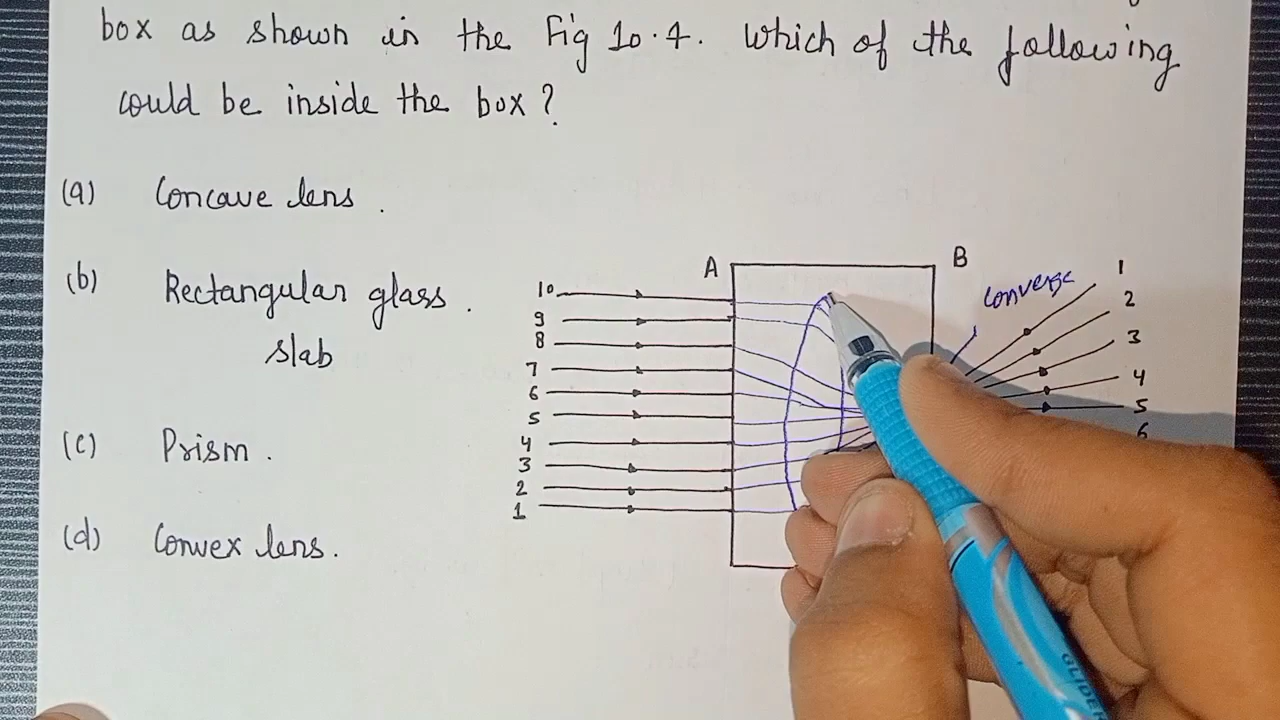 box as shown in the Fig 10.4. Which of the following
could be inside the box?
(a) Concave lens.
(b) Rectangular glass slab.
(c) Prism.
(d) Convex lens.
A
B
10
9
8
7
6
5
4
3
2
1
converge
1
2
3
4
5
6